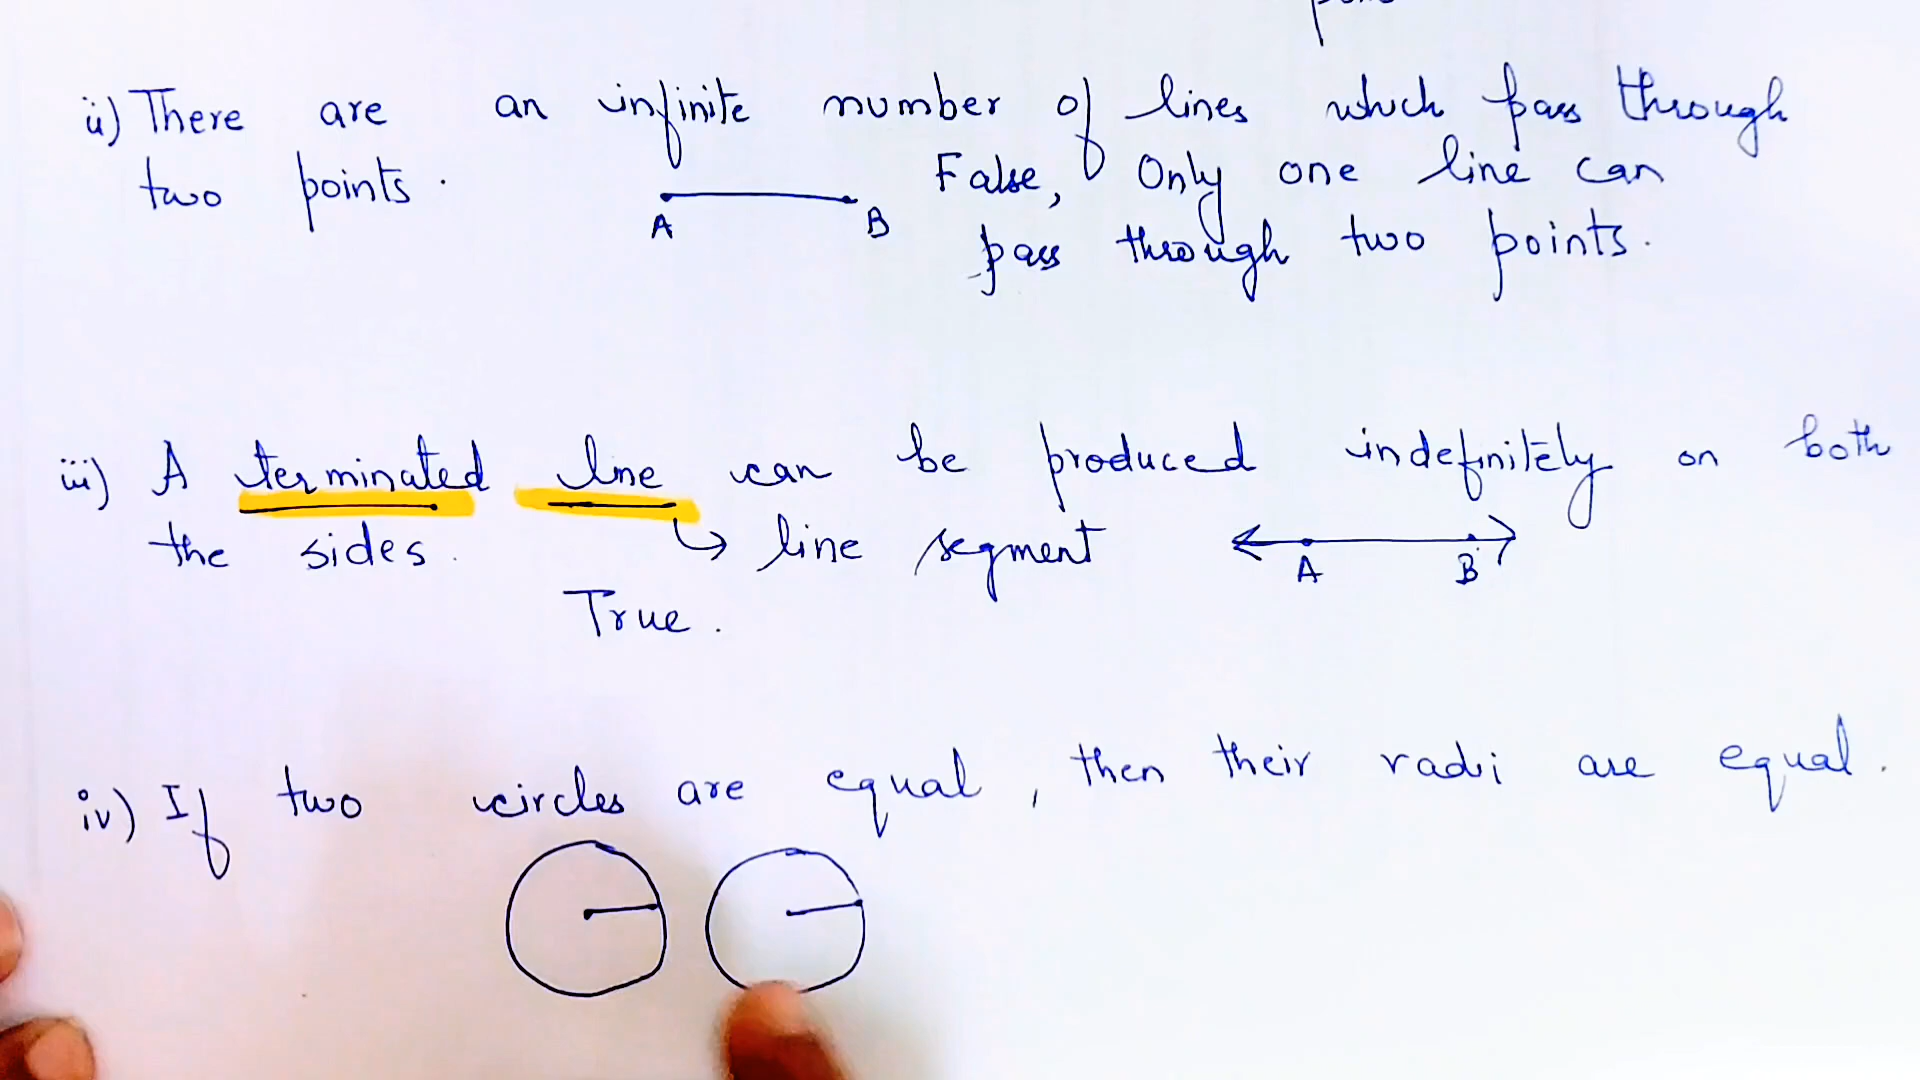 ii) There are an infinite number of lines which pass through
two points.
A B
False, Only one line can
pass through two points.
iii) A terminated line can be produced indefinitely on both
the sides.
line segment
A B
True.
iv) If two circles are equal, then their radii are equal.